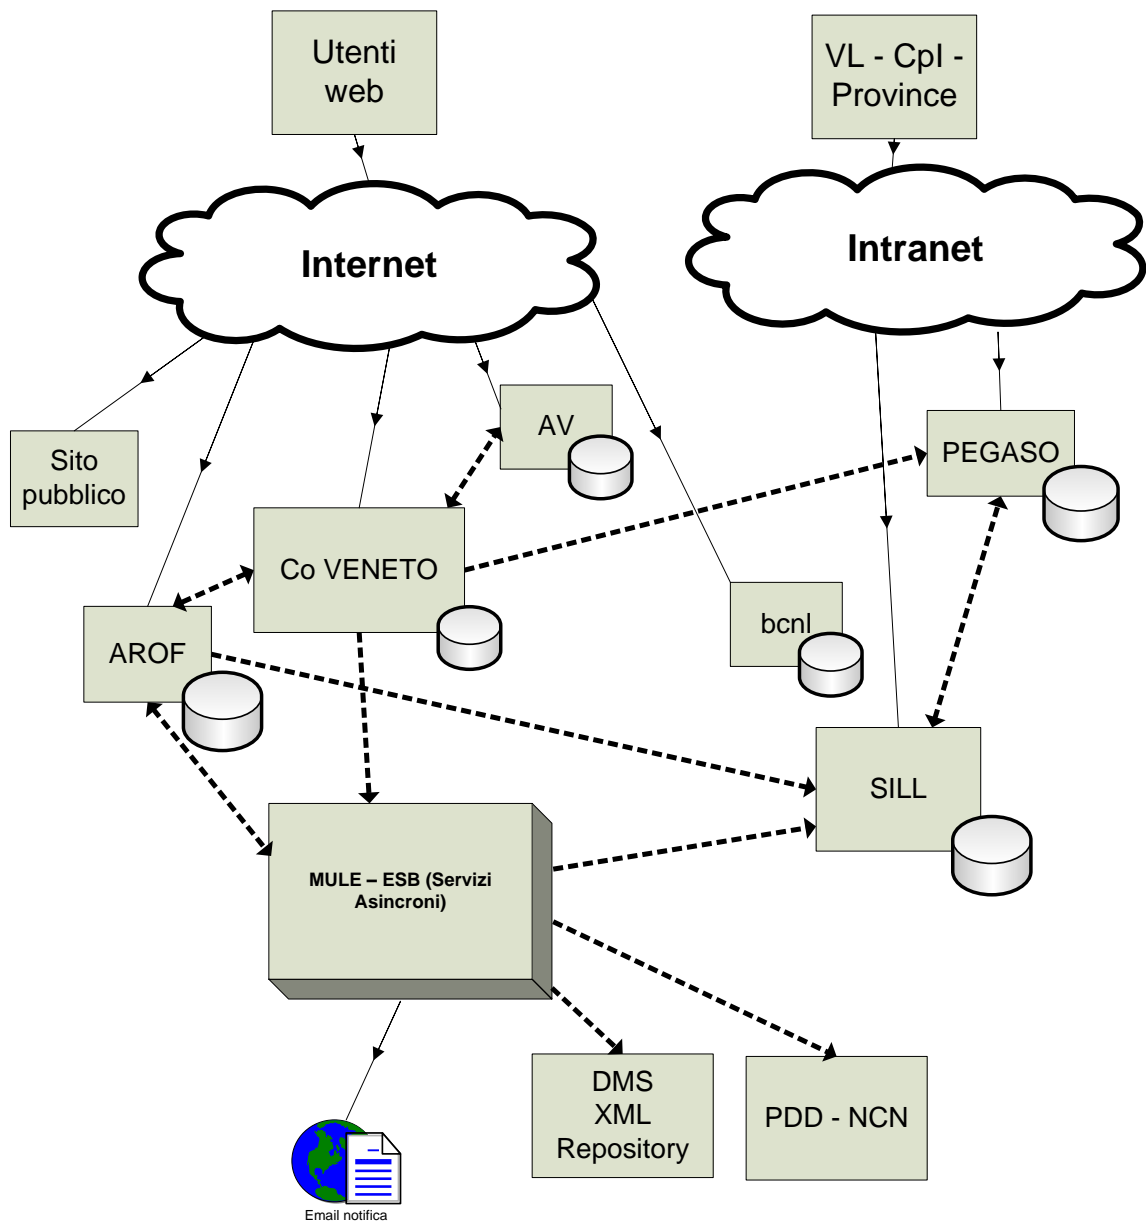 Utenti
web
VL - CpI -
Province
Internet
Intranet
AV
PEGASO
Sito
pubblico
Co VENETO
bcnl
AROF
SILL
MULE – ESB (Servizi
Asincroni)
DMS
XML
Repository
PDD - NCN
Email notifica